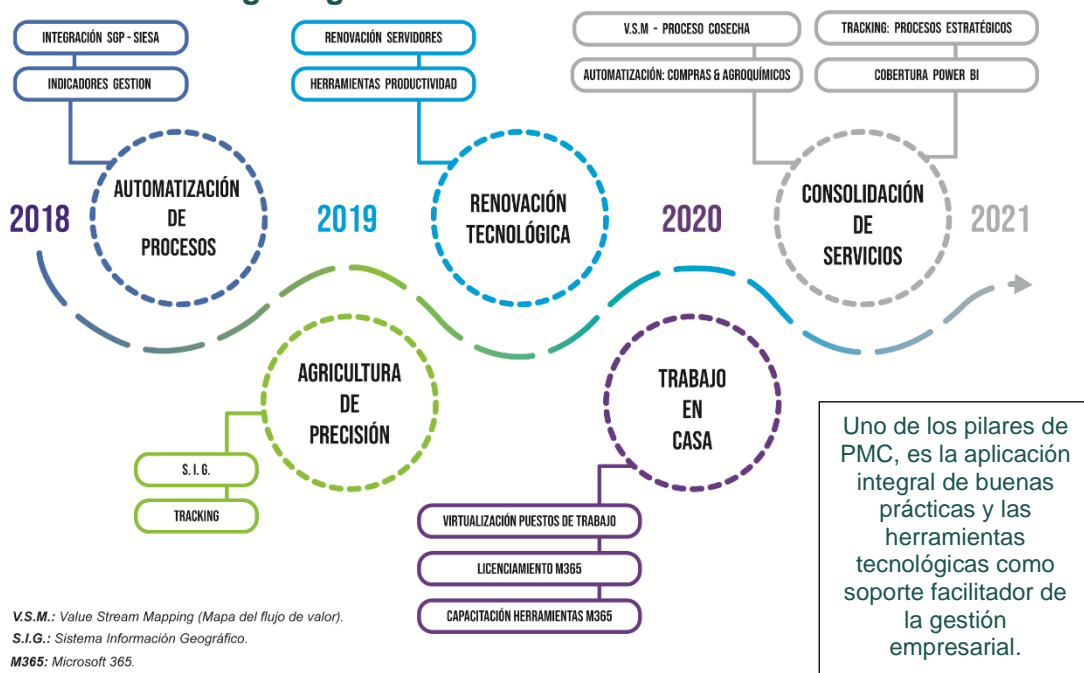 INTEGRACIÓN SGP - SIESA
INDICADORES GESTION
RENOVACIÓN SERVIDORES
HERRAMIENTAS PRODUCTIVIDAD
V.S.M - PROCESO COSECHA
AUTOMATIZACIÓN: COMPRAS & AGROQUÍMICOS
TRACKING: PROCESOS ESTRATÉGICOS
COBERTURA POWER BI
2018
AUTOMATIZACIÓN
DE
PROCESOS
2019
RENOVACIÓN
TECNOLÓGICA
2020
CONSOLIDACIÓN
DE
SERVICIOS
2021
AGRICULTURA
DE
PRECISIÓN
S. I. G.
TRACKING
TRABAJO
EN
CASA
VIRTUALIZACIÓN PUESTOS DE TRABAJO
LICENCIAMIENTO M365
CAPACITACIÓN HERRAMIENTAS M365
Uno de los pilares de
PMC, es la aplicación
integral de buenas
prácticas y las
herramientas
tecnológicas como
soporte facilitador de
la gestión
empresarial.
V.S.M.: Value Stream Mapping (Mapa del flujo de valor).
S.I.G.: Sistema Información Geográfico.
M365: Microsoft 365.